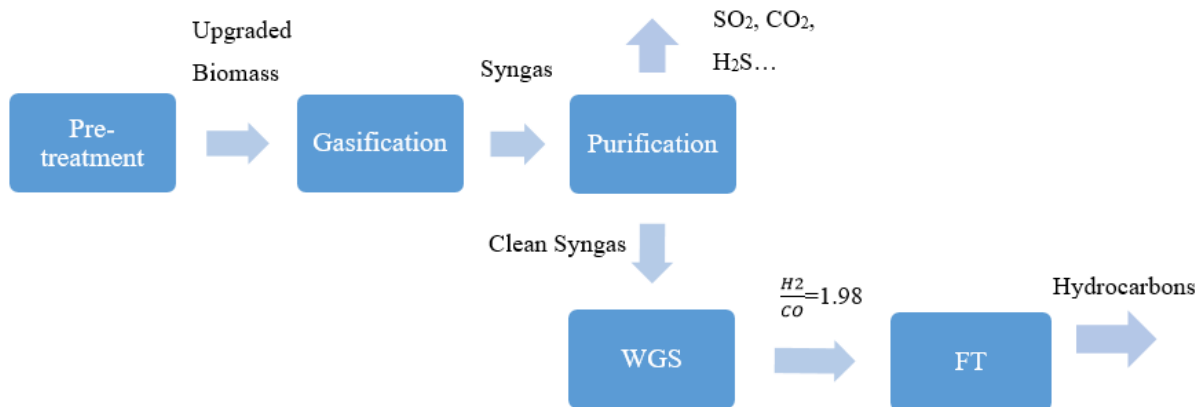 Pre-
treatment
Upgraded
Biomass
Gasification
Syngas
Purification
SO₂, CO₂,
H₂S…
Clean Syngas
WGS
H2/CO=1.98
FT
Hydrocarbons